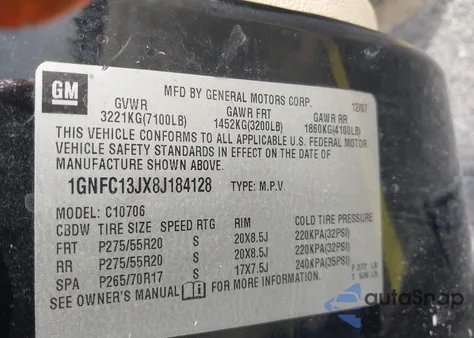 GM
MFD BY GENERAL MOTORS CORP. 12/07
GVWR GAWR FRT GAWR RR
3221KG(7100LB) 1452KG(3200LB) 1860KG(4100LB)
THIS VEHICLE CONFORMS TO ALL APPLICABLE U.S. FEDERAL MOTOR
VEHICLE SAFETY STANDARDS IN EFFECT ON THE DATE OF
MANUFACTURE SHOWN ABOVE.
1GNFC13JX8J184128 TYPE: M.P.V
MODEL: C10706
CBDW TIRE SIZE SPEED RTG RIM COLD TIRE PRESSURE
FRT P275/55R20 S 20X8.5J 220KPA(32PSI)
RR P275/55R20 S 20X8.5J 220KPA(32PSI)
SPA P265/70R17 S 17X7.5J 240KPA(35PSI)
SEE OWNER'S MANUAL FOR MORE INFORMATION.
autoSnap